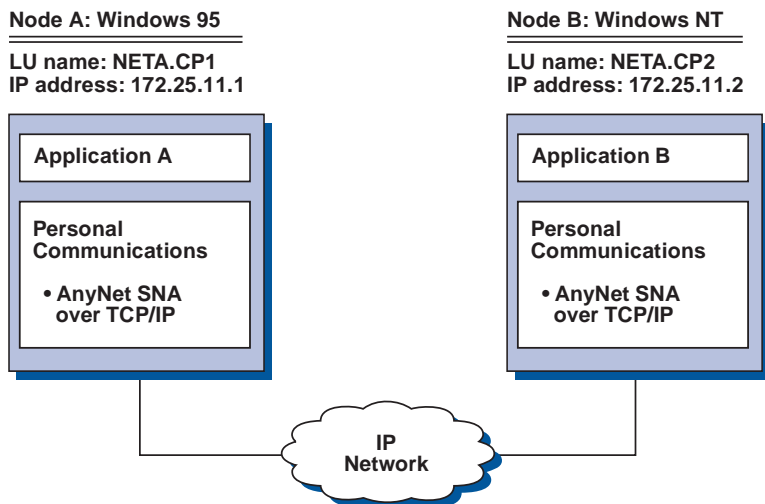 Node A: Windows 95
LU name: NETA.CP1
IP address: 172.25.11.1
Application A
Personal
Communications
• AnyNet SNA
over TCP/IP
Node B: Windows NT
LU name: NETA.CP2
IP address: 172.25.11.2
Application B
Personal
Communications
• AnyNet SNA
over TCP/IP
IP
Network